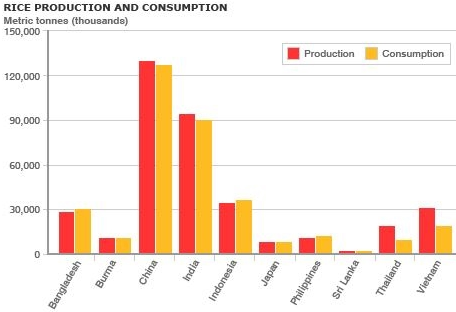 RICE PRODUCTION AND CONSUMPTION
Metric tonnes (thousands)
150,000
Production Consumption
120,000
90,000
60,000
30,000
0
Bangladesh
Burma
China
India
Indonesia
Japan
Philippines
Sri Lanka
Thailand
Vietnam